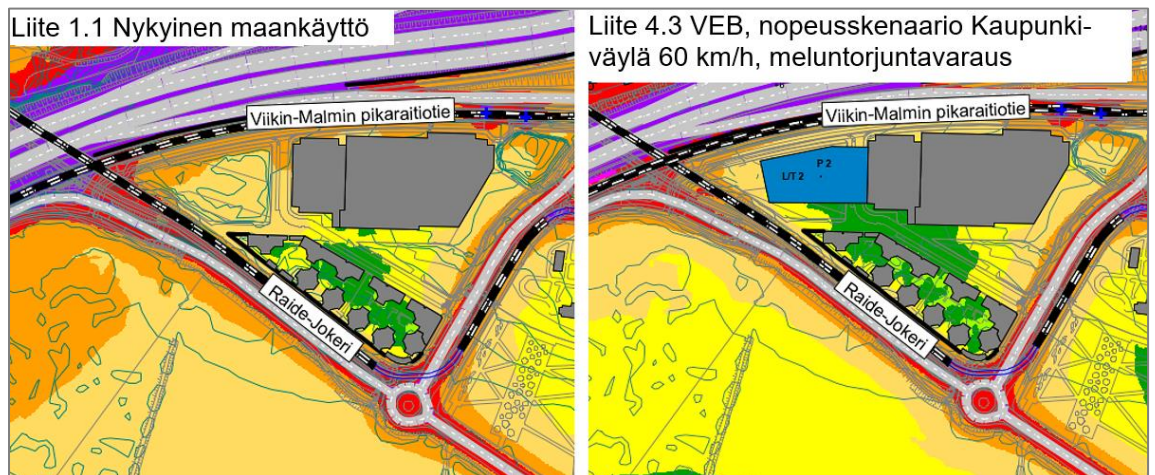 Liite 1.1 Nykyinen maankäyttö
Viikin-Malmin pikaraitiotie
Raide-Jokeri
Liite 4.3 VEB, nopeusskenaario Kaupunki-
väylä 60 km/h, meluntorjuntavaraus
Viikin-Malmin pikaraitiotie
P 2
L/T 2
Raide-Jokeri